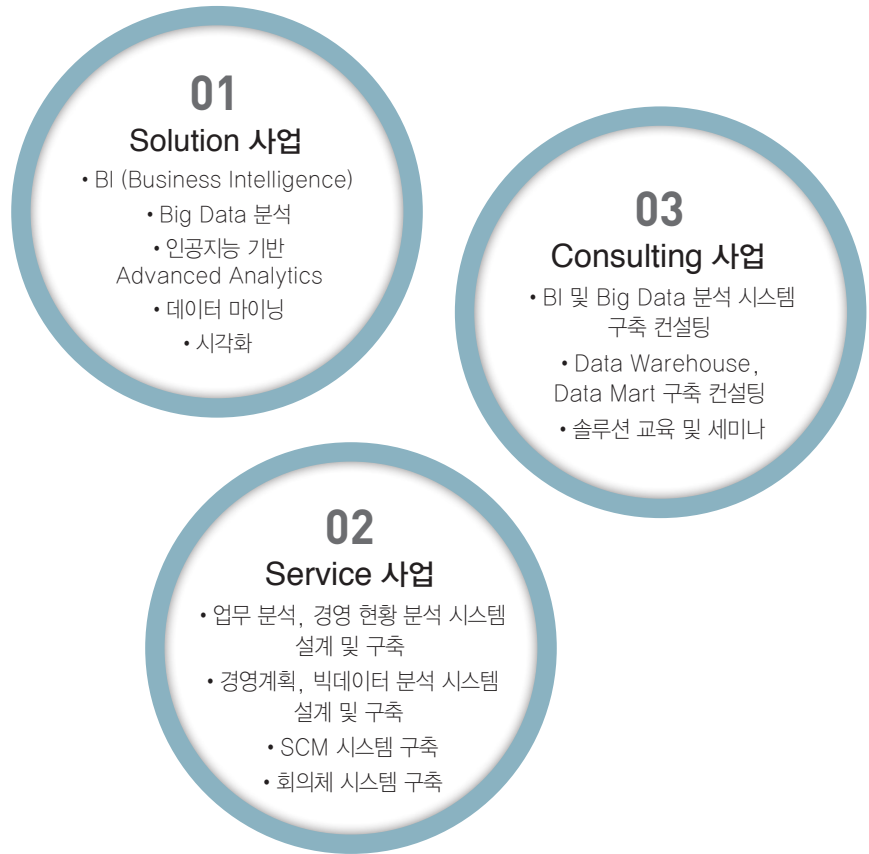 01
Solution 사업
• BI (Business Intelligence)
• Big Data 분석
• 인공지능 기반
Advanced Analytics
• 데이터 마이닝
• 시각화
02
Service 사업
• 업무 분석, 경영 현황 분석 시스템
설계 및 구축
• 경영계획, 빅데이터 분석 시스템
설계 및 구축
• SCM 시스템 구축
• 회의체 시스템 구축
03
Consulting 사업
• BI 및 Big Data 분석 시스템
구축 컨설팅
• Data Warehouse,
Data Mart 구축 컨설팅
• 솔루션 교육 및 세미나